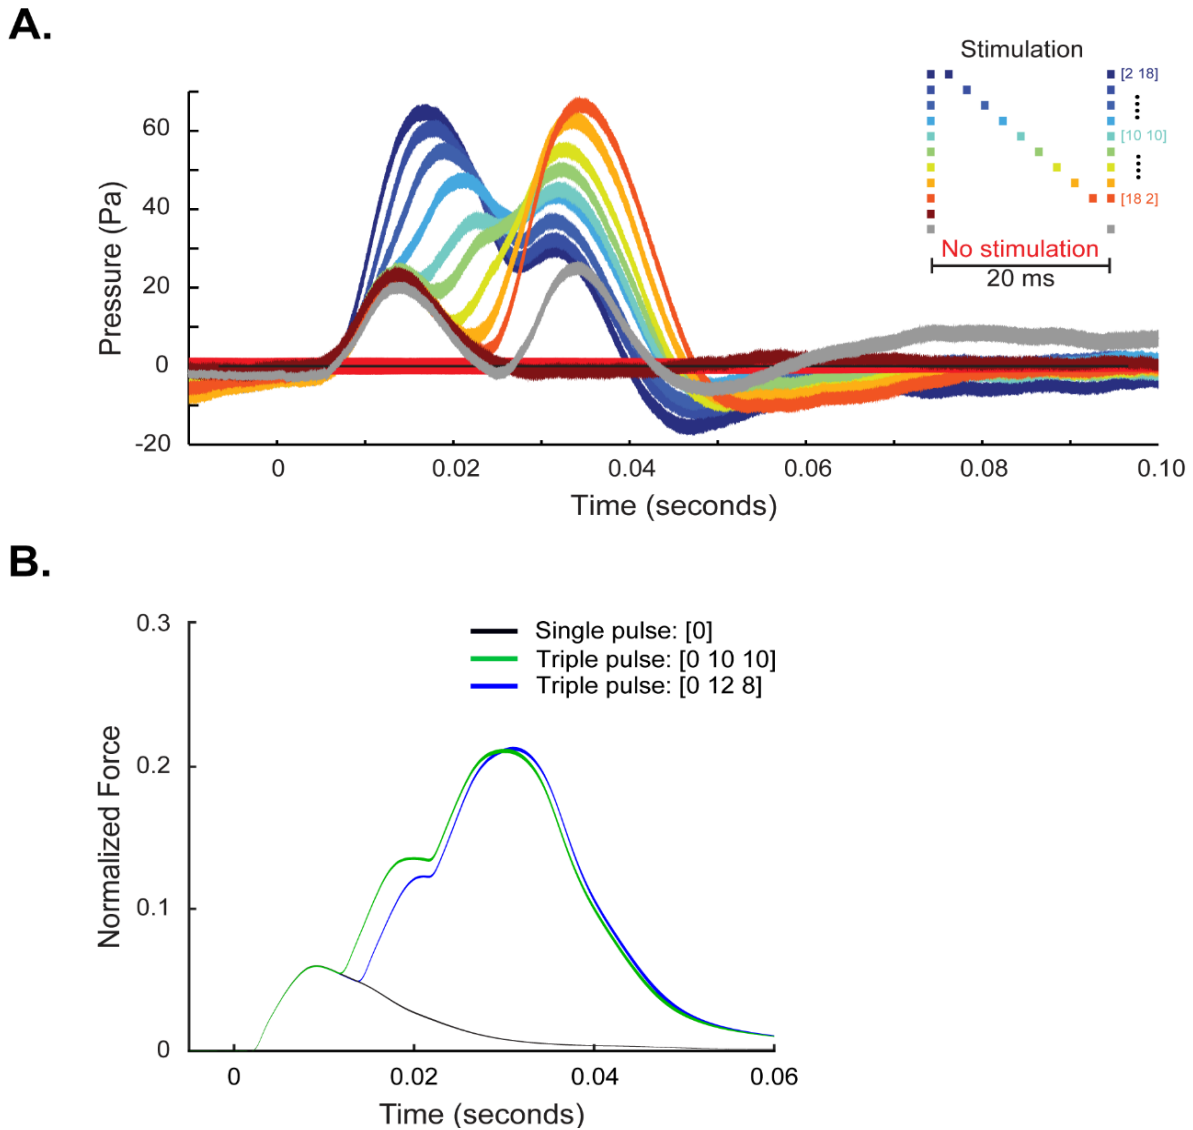 A.
Stimulation
[2 18]
[10 10]
[18 2]
No stimulation
20 ms
Pressure (Pa)
60
40
20
0
-20
0 0.02 0.04 0.06 0.08 0.10
Time (seconds)
B.
Single pulse: [0]
Triple pulse: [0 10 10]
Triple pulse: [0 12 8]
Normalized Force
0.3
0.2
0.1
0
0 0.02 0.04 0.06
Time (seconds)